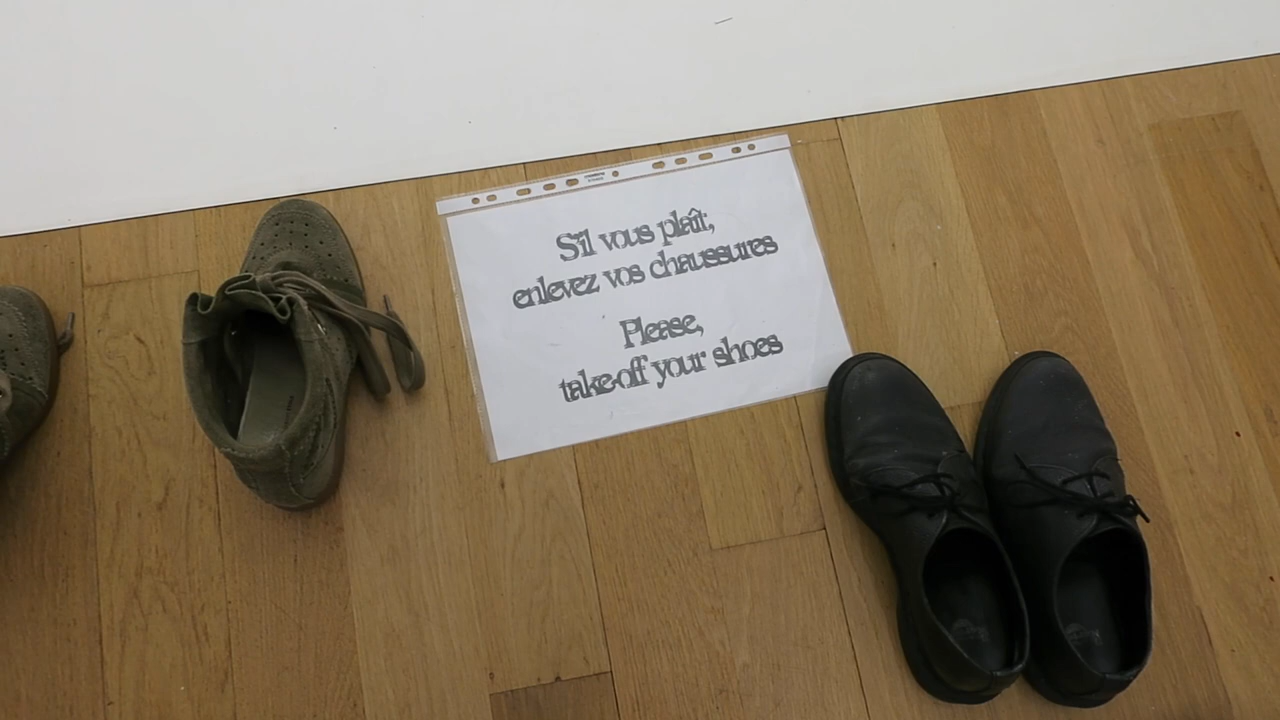 S'il vous plaît,
enlevez vos chaussures
Please,
take-off your shoes